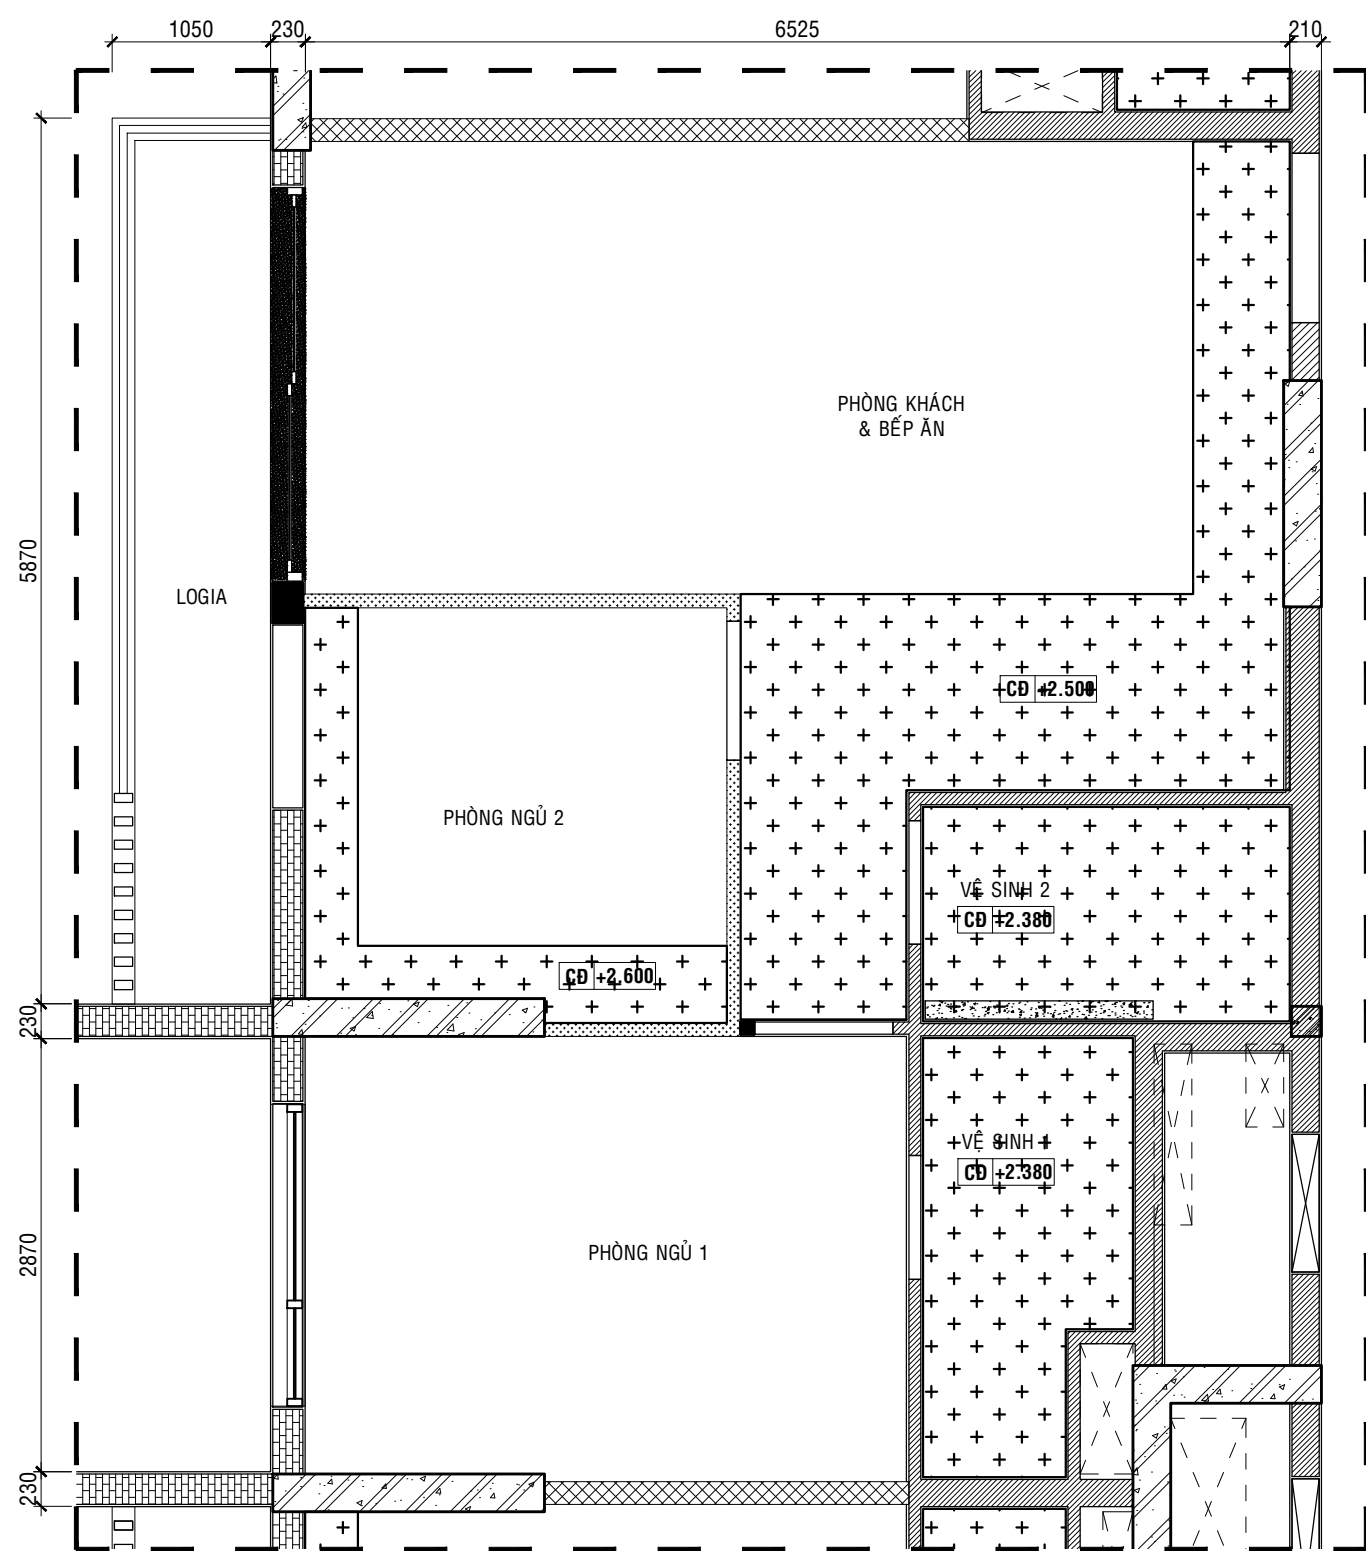 1050
230
6525
210
5870
PHÒNG KHÁCH
& BẾP ĂN
LOGIA
CĐ +2.500
PHÒNG NGỦ 2
VỆ SINH 2
CĐ +2.380
CĐ +2.600
230
VỆ SINH 1
CĐ +2.380
2870
PHÒNG NGỦ 1
230